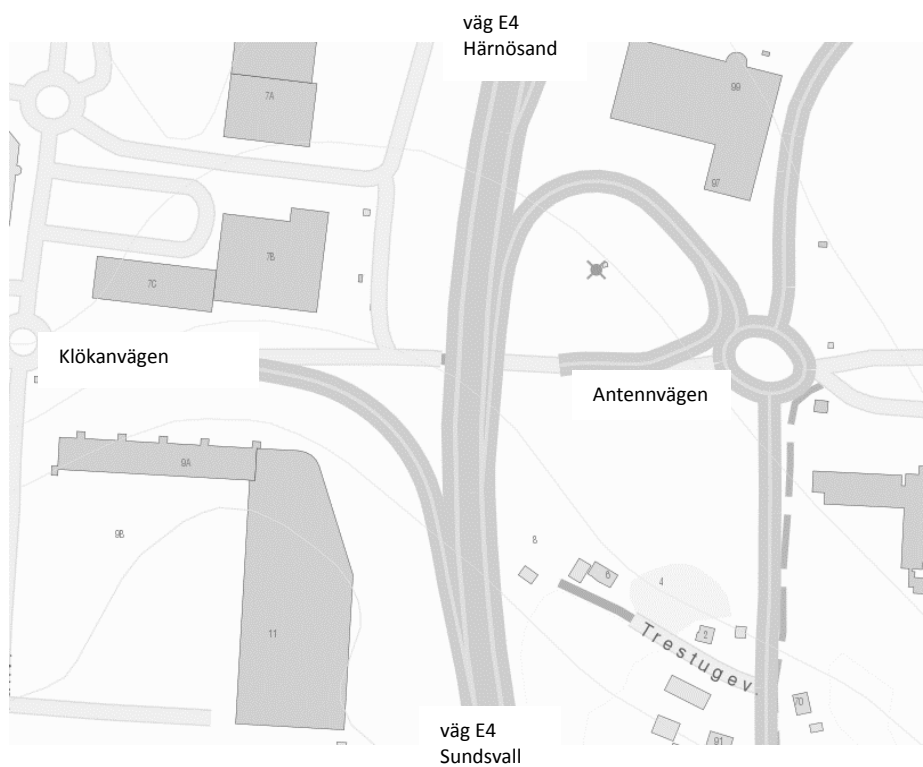 väg E4
Härnösand
7A
99
97
7B
7C
Klökanvägen
Antennvägen
9A
9B
8
6
4
11
2
Trestugev.
70
91
väg E4
Sundsvall